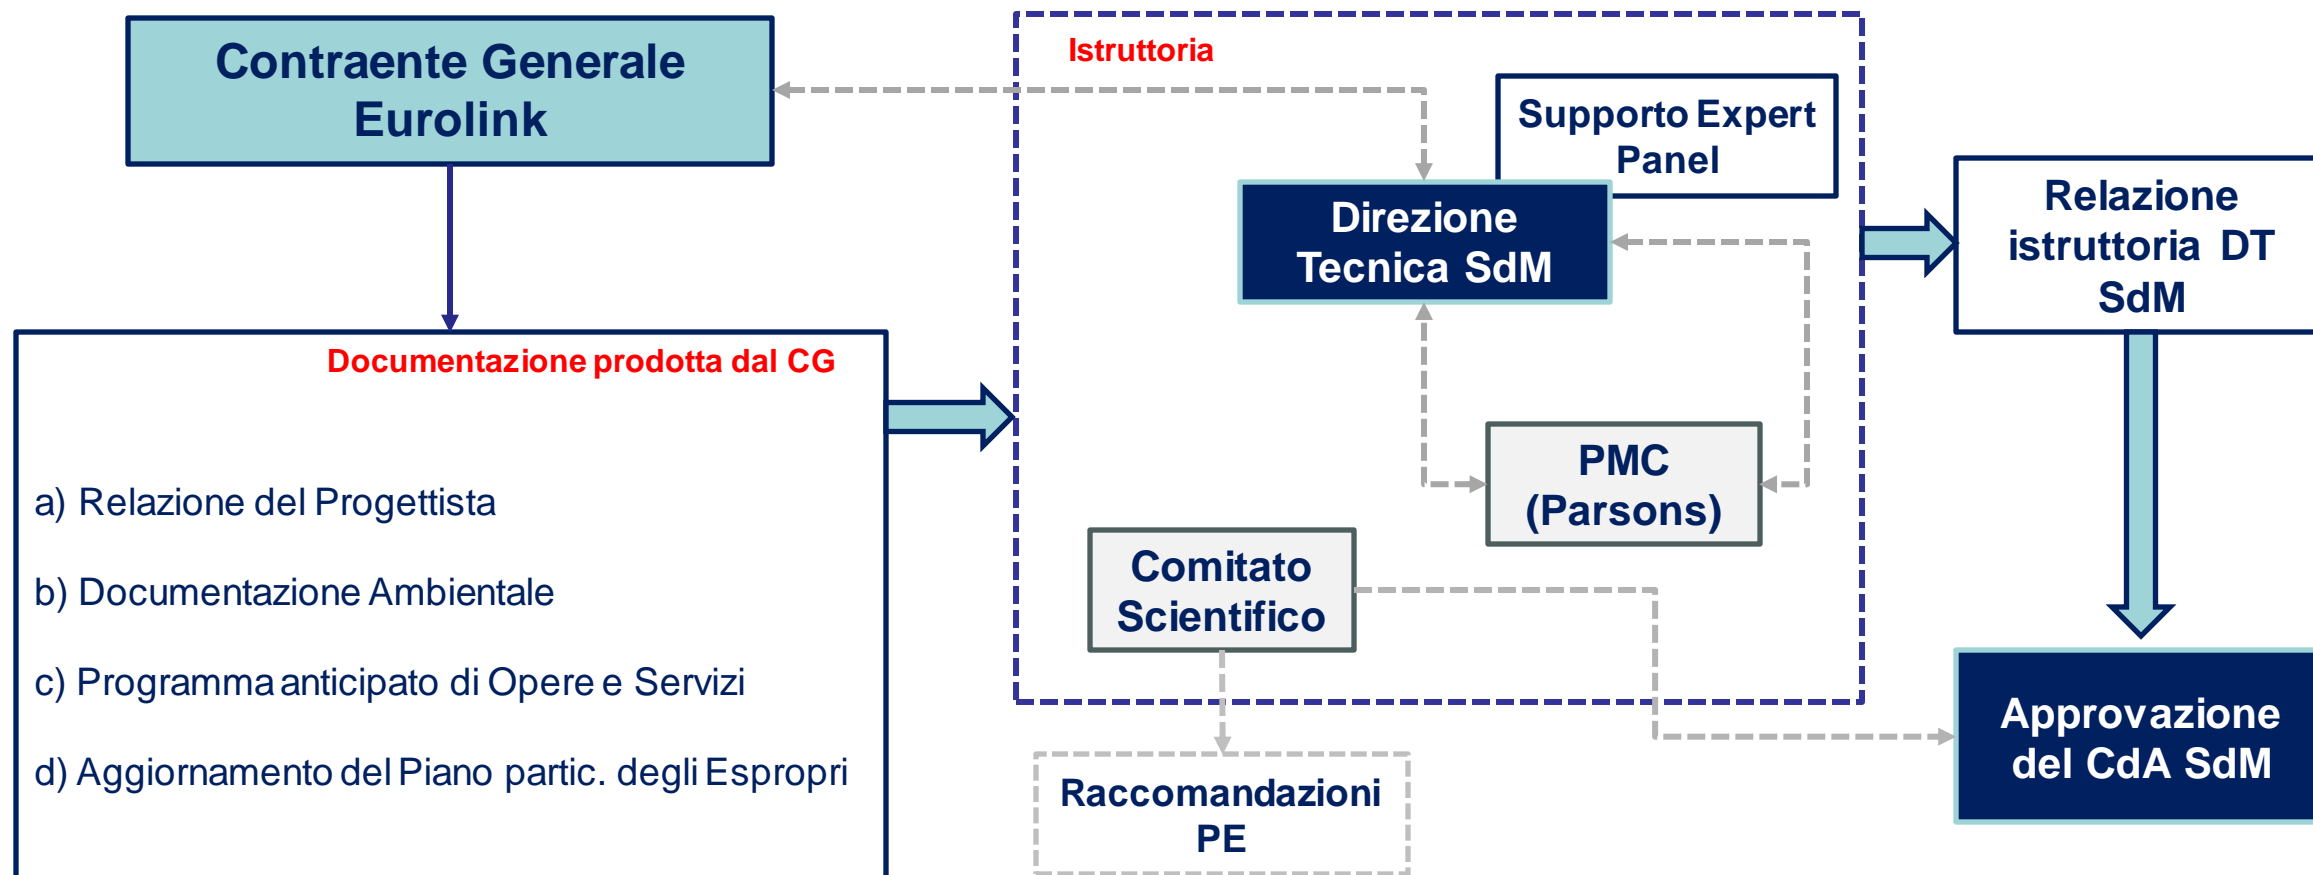 Contraente Generale
Eurolink
Documentazione prodotta dal CG
a) Relazione del Progettista
b) Documentazione Ambientale
c) Programma anticipato di Opere e Servizi
d) Aggiornamento del Piano partic. degli Espropri
Istruttoria
Supporto Expert
Panel
Direzione
Tecnica SdM
PMC
(Parsons)
Comitato
Scientifico
Raccomandazioni
PE
Relazione
istruttoria DT
SdM
Approvazione
del CdA SdM